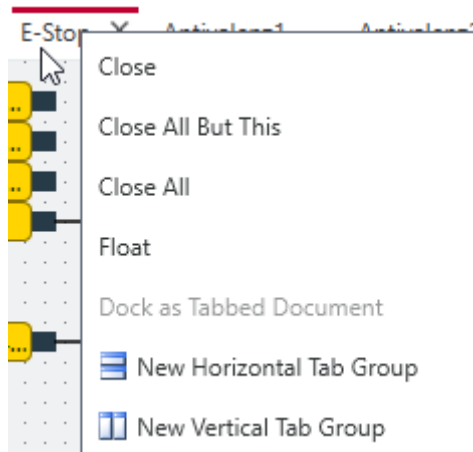 E-Stop
Close
Close All But This
Close All
Float
Dock as Tabbed Document
New Horizontal Tab Group
New Vertical Tab Group